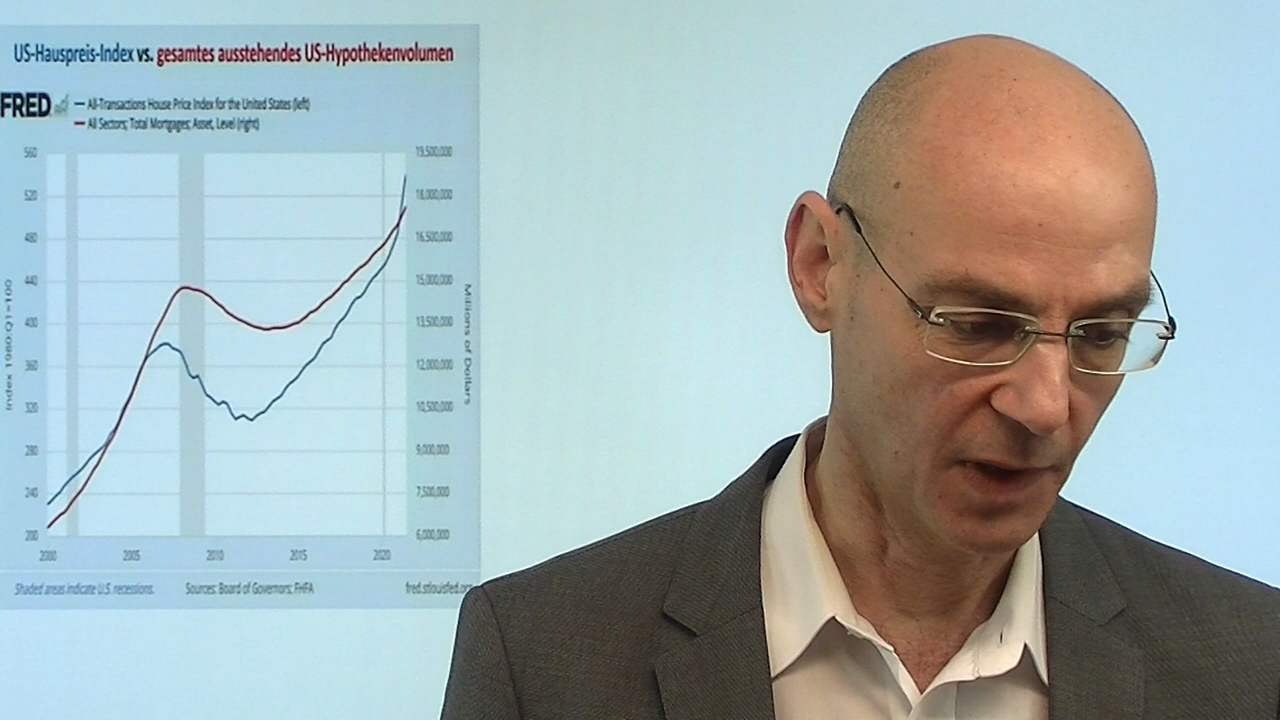 US-Hauspreis-Index vs. gesamtes ausstehendes US-Hypothekenvolumen
FRED
All-Transactions House Price Index for the United States (left)
All Sectors; Total Mortgages; Asset, Level (right)
560
520
480
440
400
360
320
280
240
200
Index 1980:Q1=100
19,500,000
18,000,000
16,500,000
15,000,000
13,500,000
12,000,000
10,500,000
9,000,000
7,500,000
6,000,000
Millions of Dollars
2000 2005 2010 2015 2020
Shaded areas indicate U.S. recessions. Sources: Board of Governors; FHFA fred.stlouisfed.org